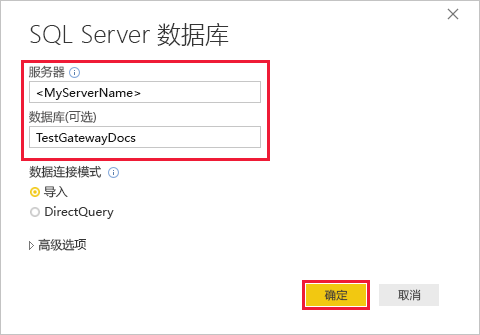 SQL Server 数据库
服务器
<MyServerName>
数据库(可选)
TestGatewayDocs
数据连接模式
导入
DirectQuery
高级选项
确定 取消